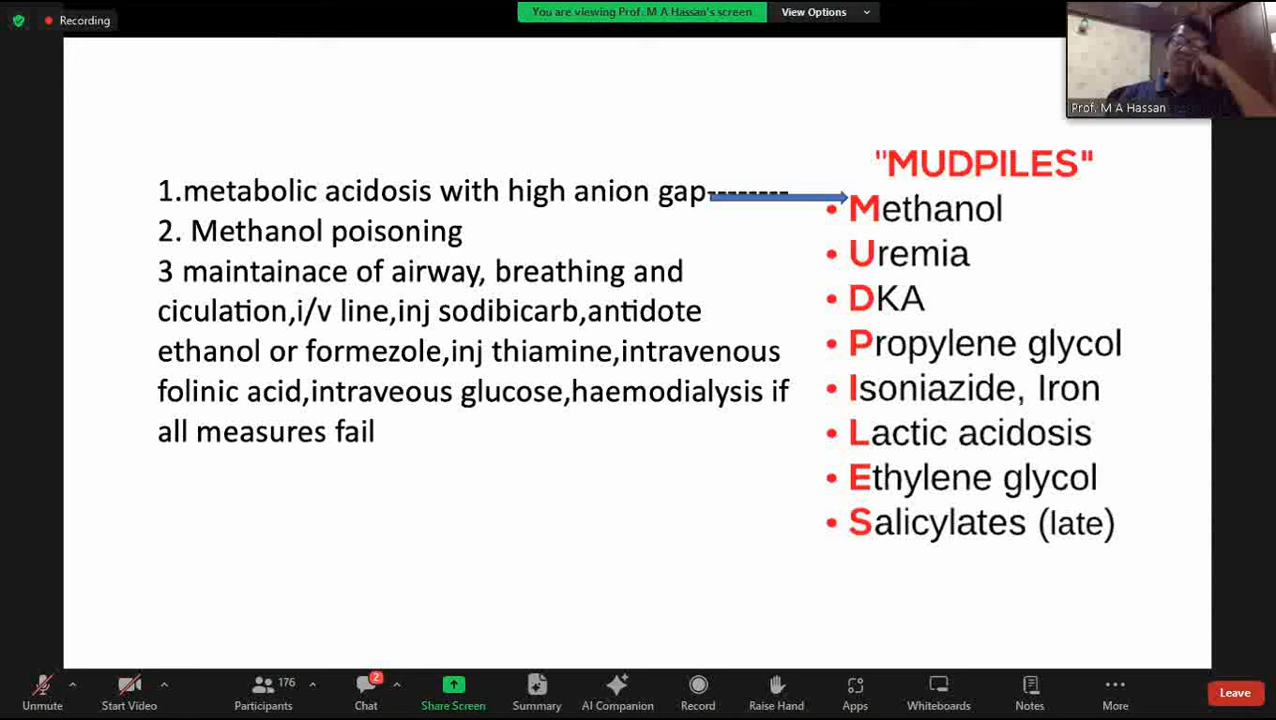 You are viewing Prof. M A Hassan's screen
View Options
Recording
Prof. M A Hassan
1.metabolic acidosis with high anion gap--------
2. Methanol poisoning
3 maintainace of airway, breathing and
ciculation,i/v line,inj sodibicarb,antidote
ethanol or formezole,inj thiamine,intravenous
folinic acid,intraveous glucose,haemodialysis if
all measures fail
"MUDPILES"
• Methanol
• Uremia
• DKA
• Propylene glycol
• Isoniazide, Iron
• Lactic acidosis
• Ethylene glycol
• Salicylates (late)
Unmute
Start Video
176
Participants
2
Chat
Share Screen
Summary
AI Companion
Record
Raise Hand
Apps
Whiteboards
Notes
More
Leave